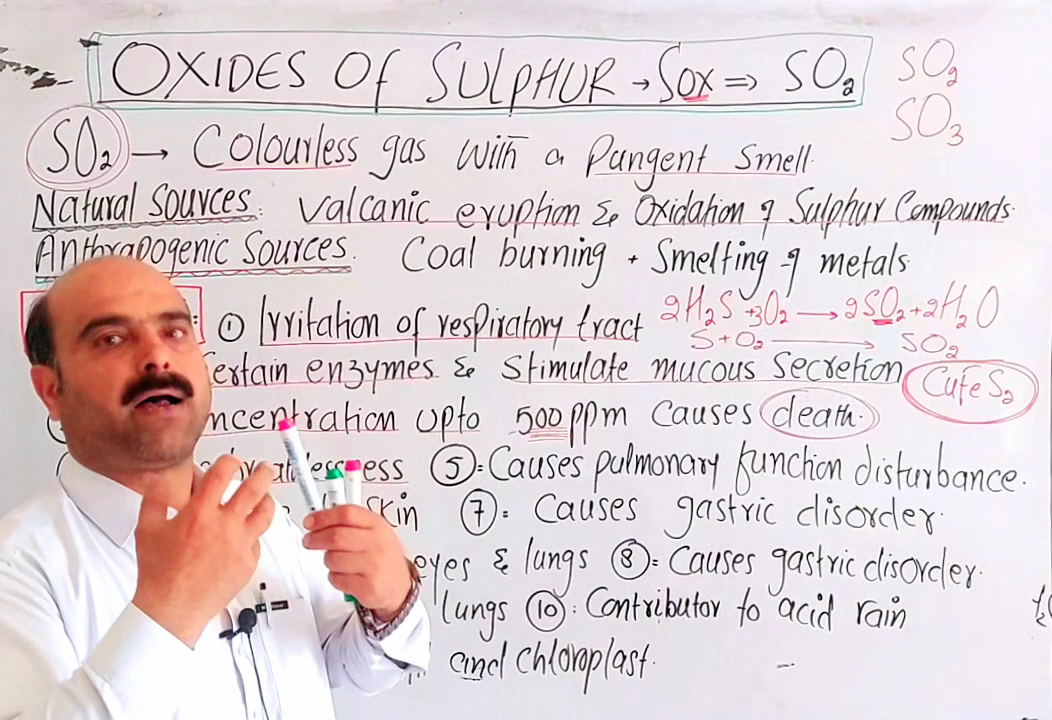 OXIDES OF SULPHUR → SOX ⇒ SO₂
SO₂
SO₃
SO₂ → Colourless gas with a Pungent Smell.
Natural Sources: Valcanic eruption & Oxidation of Sulphur Compounds.
Anthropogenic Sources. Coal burning + Smelting of metals
: ① Irritation of respiratory tract
2H₂S + 3O₂ → 2SO₂ + 2H₂O
S + O₂ → SO₂
ertain enzymes & Stimulate mucous Secretion
CuFeS₂
ncentration upto 500 ppm Causes death.
ess ⑤: Causes pulmonary function disturbance.
Skin ⑦: Causes gastric disorder.
eyes & lungs ⑧: Causes gastric disorder.
lungs ⑩: Contributor to acid rain
and chloroplast.